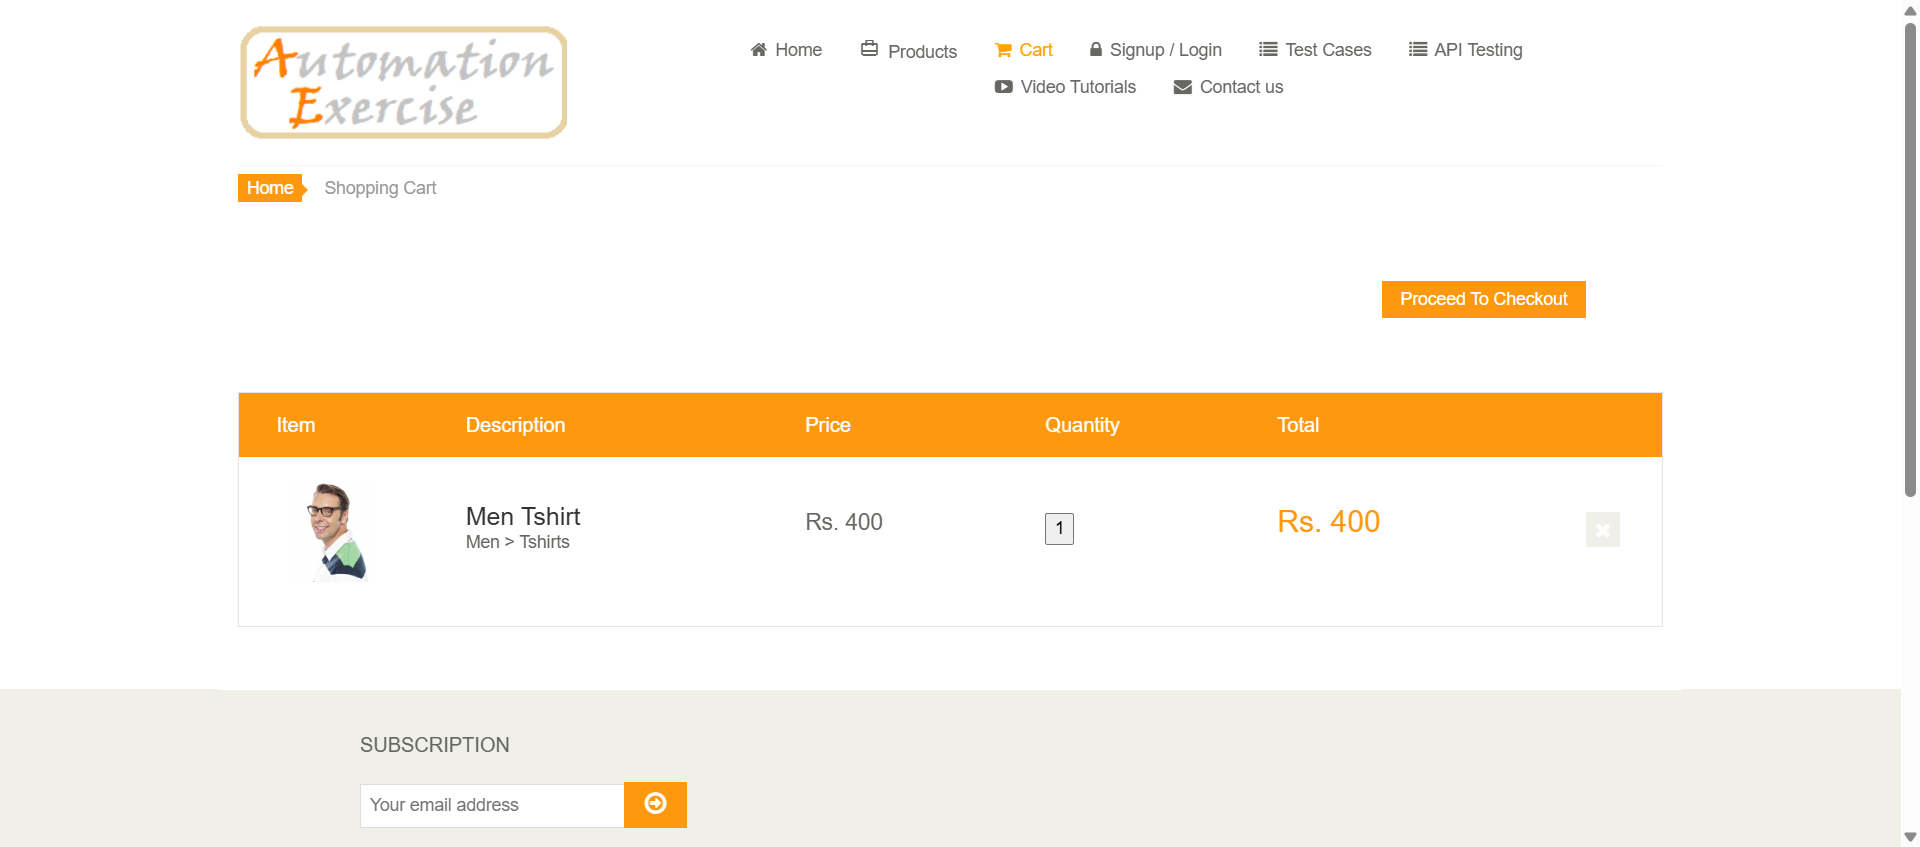 Automation
Exercise
Home Products Cart Signup / Login Test Cases API Testing
Video Tutorials Contact us
Home Shopping Cart
Proceed To Checkout
Item Description Price Quantity Total
Men Tshirt Rs. 400 1 Rs. 400
Men > Tshirts
SUBSCRIPTION
Your email address